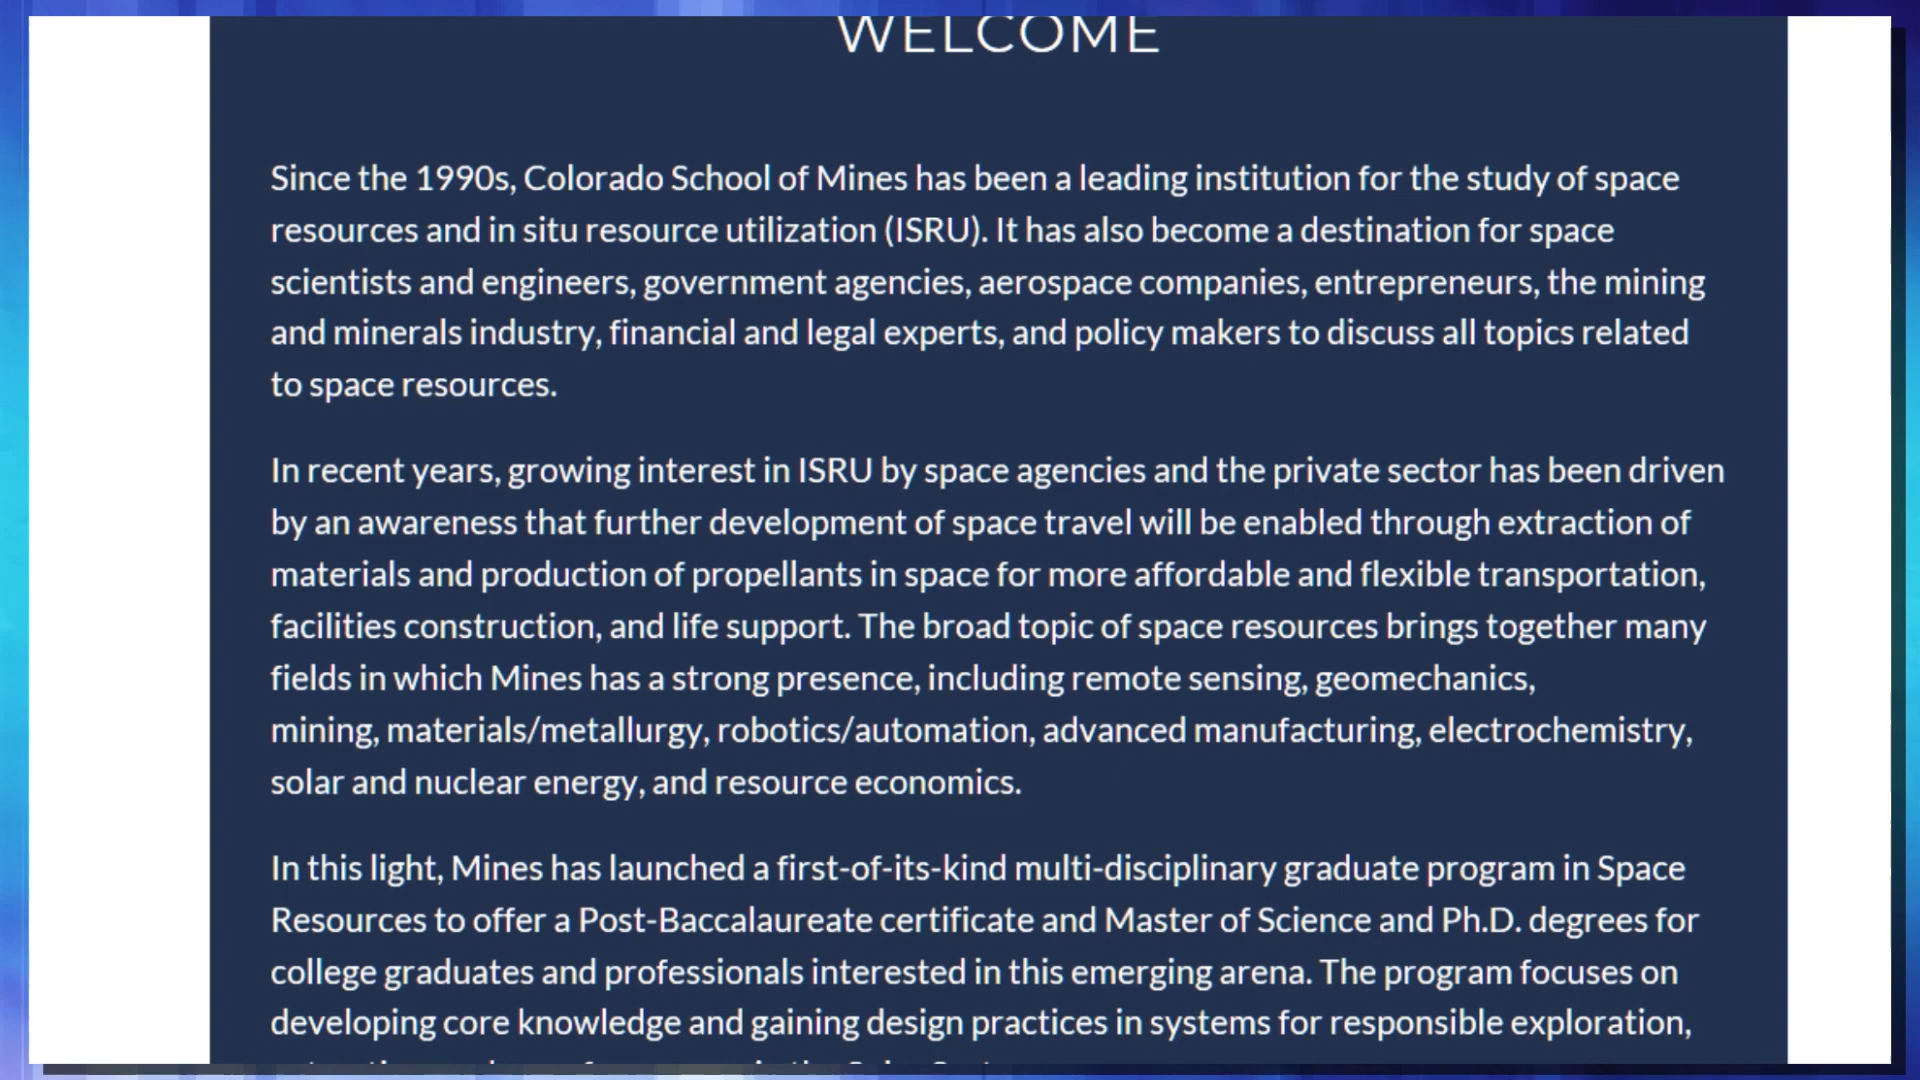 WELCOME
Since the 1990s, Colorado School of Mines has been a leading institution for the study of space
resources and in situ resource utilization (ISRU). It has also become a destination for space
scientists and engineers, government agencies, aerospace companies, entrepreneurs, the mining
and minerals industry, financial and legal experts, and policy makers to discuss all topics related
to space resources.
In recent years, growing interest in ISRU by space agencies and the private sector has been driven
by an awareness that further development of space travel will be enabled through extraction of
materials and production of propellants in space for more affordable and flexible transportation,
facilities construction, and life support. The broad topic of space resources brings together many
fields in which Mines has a strong presence, including remote sensing, geomechanics,
mining, materials/metallurgy, robotics/automation, advanced manufacturing, electrochemistry,
solar and nuclear energy, and resource economics.
In this light, Mines has launched a first-of-its-kind multi-disciplinary graduate program in Space
Resources to offer a Post-Baccalaureate certificate and Master of Science and Ph.D. degrees for
college graduates and professionals interested in this emerging arena. The program focuses on
developing core knowledge and gaining design practices in systems for responsible exploration,